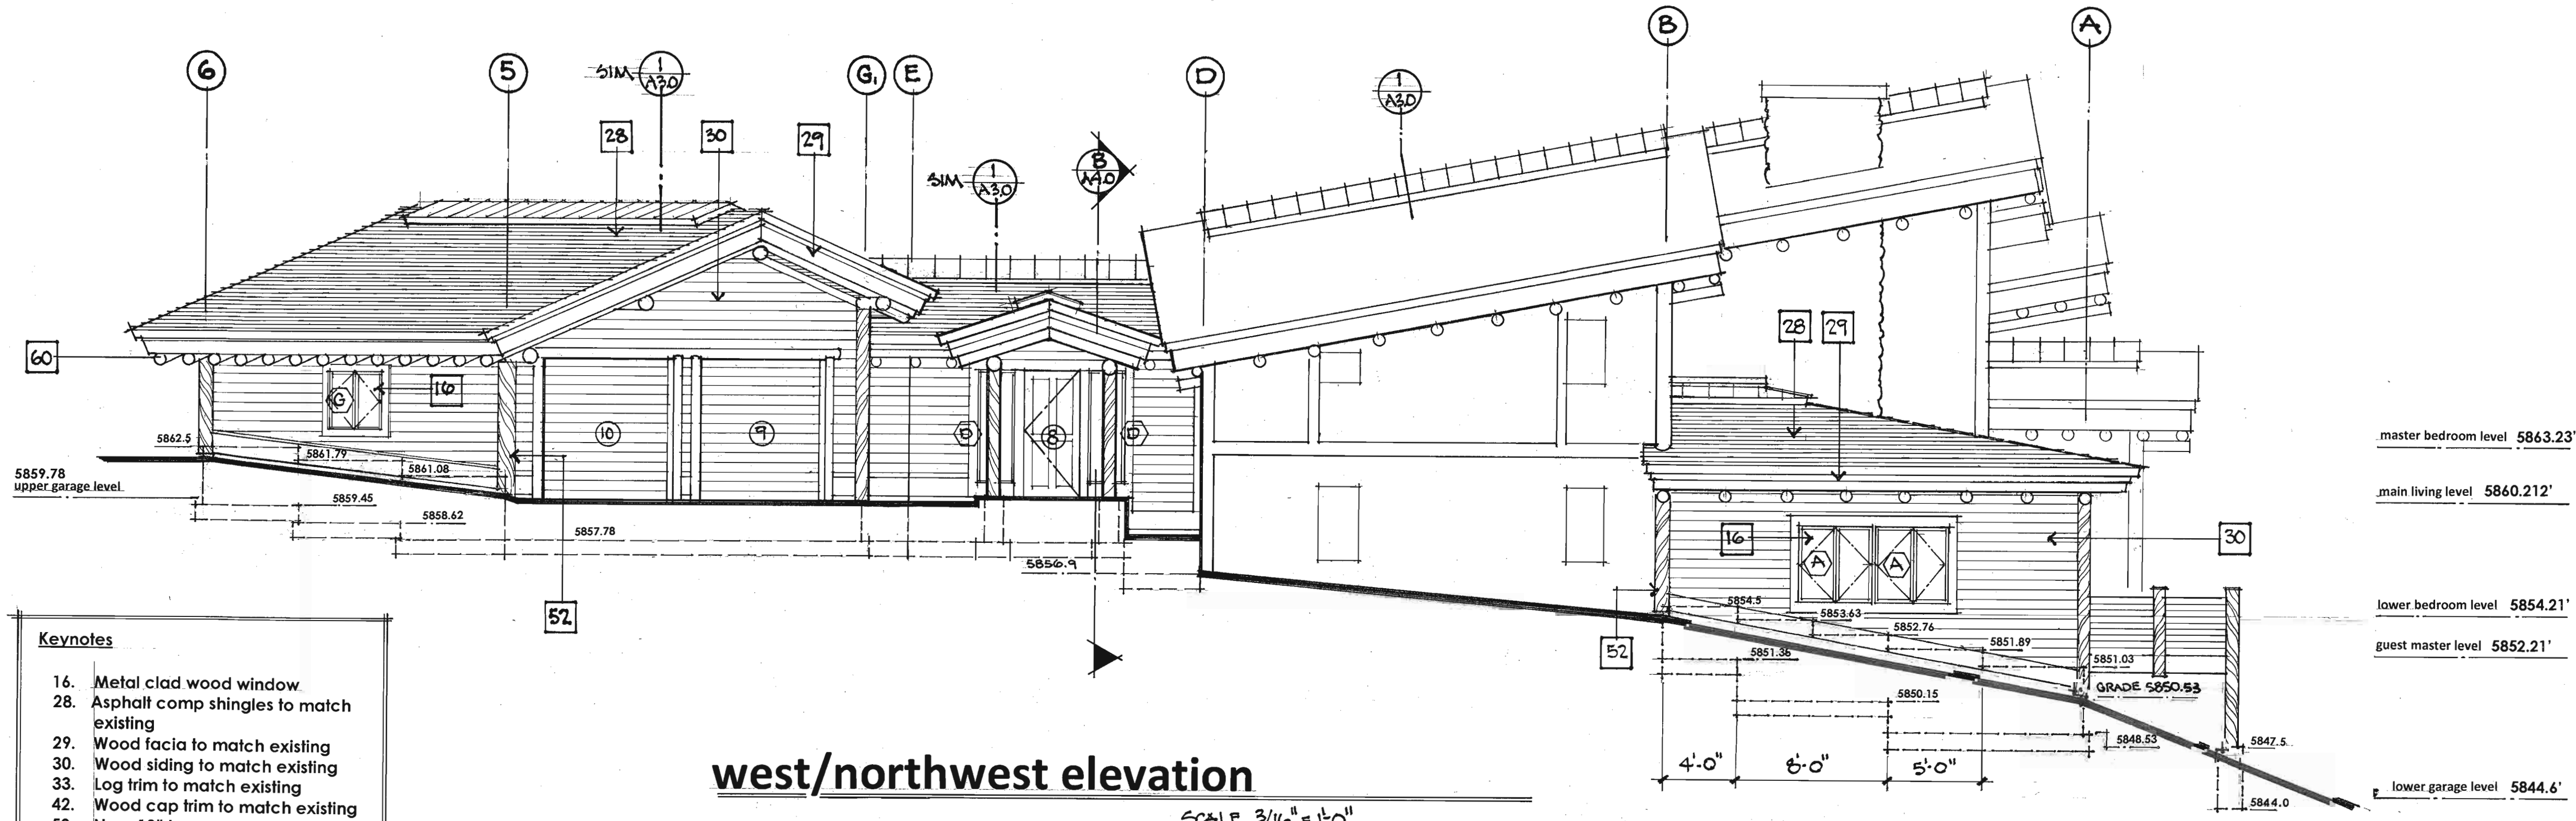 6
5
SIM
1
A3.0
G1
E
D
1
A3.0
B
A
28
30
29
SIM
1
A3.0
B
A4.0
60
G
16
10
9
D
8
D
28
29
5862.5
5861.79
5861.08
5859.78
upper garage level
5859.45
5858.62
5857.78
5856.9
52
16
A
A
30
52
5854.5
5853.63
5852.76
5851.89
5851.03
5851.36
5850.15
5848.53
GRADE 5850.53
5847.5
5844.0
4'-0"
8'-0"
5'-0"
master bedroom level 5863.23'
main living level 5860.212'
lower bedroom level 5854.21'
guest master level 5852.21'
lower garage level 5844.6'
Keynotes
16. Metal clad wood window
28. Asphalt comp shingles to match
existing
29. Wood facia to match existing
30. Wood siding to match existing
33. Log trim to match existing
42. Wood cap trim to match existing
west/northwest elevation
SCALE 3/16" = 1'-0"